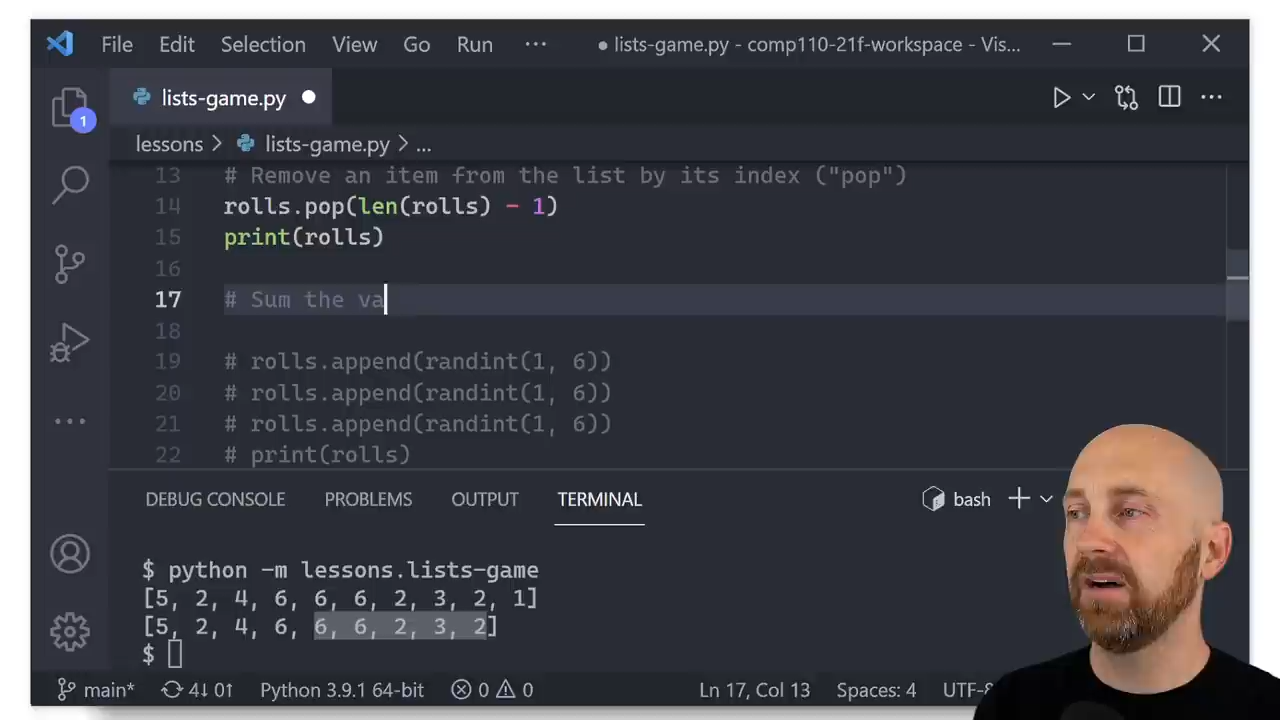 File Edit Selection View Go Run ··· ● lists-game.py - comp110-21f-workspace - Vis...
lists-game.py ●
1
lessons > lists-game.py > ...
13 # Remove an item from the list by its index ("pop")
14 rolls.pop(len(rolls) - 1)
15 print(rolls)
16
17 # Sum the va
18
19 # rolls.append(randint(1, 6))
20 # rolls.append(randint(1, 6))
21 # rolls.append(randint(1, 6))
22 # print(rolls)
DEBUG CONSOLE PROBLEMS OUTPUT TERMINAL bash
$ python -m lessons.lists-game
[5, 2, 4, 6, 6, 6, 2, 3, 2, 1]
[5, 2, 4, 6, 6, 6, 2, 3, 2]
$
main* 4↓ 0↑ Python 3.9.1 64-bit 0 0 Ln 17, Col 13 Spaces: 4 UTF-8